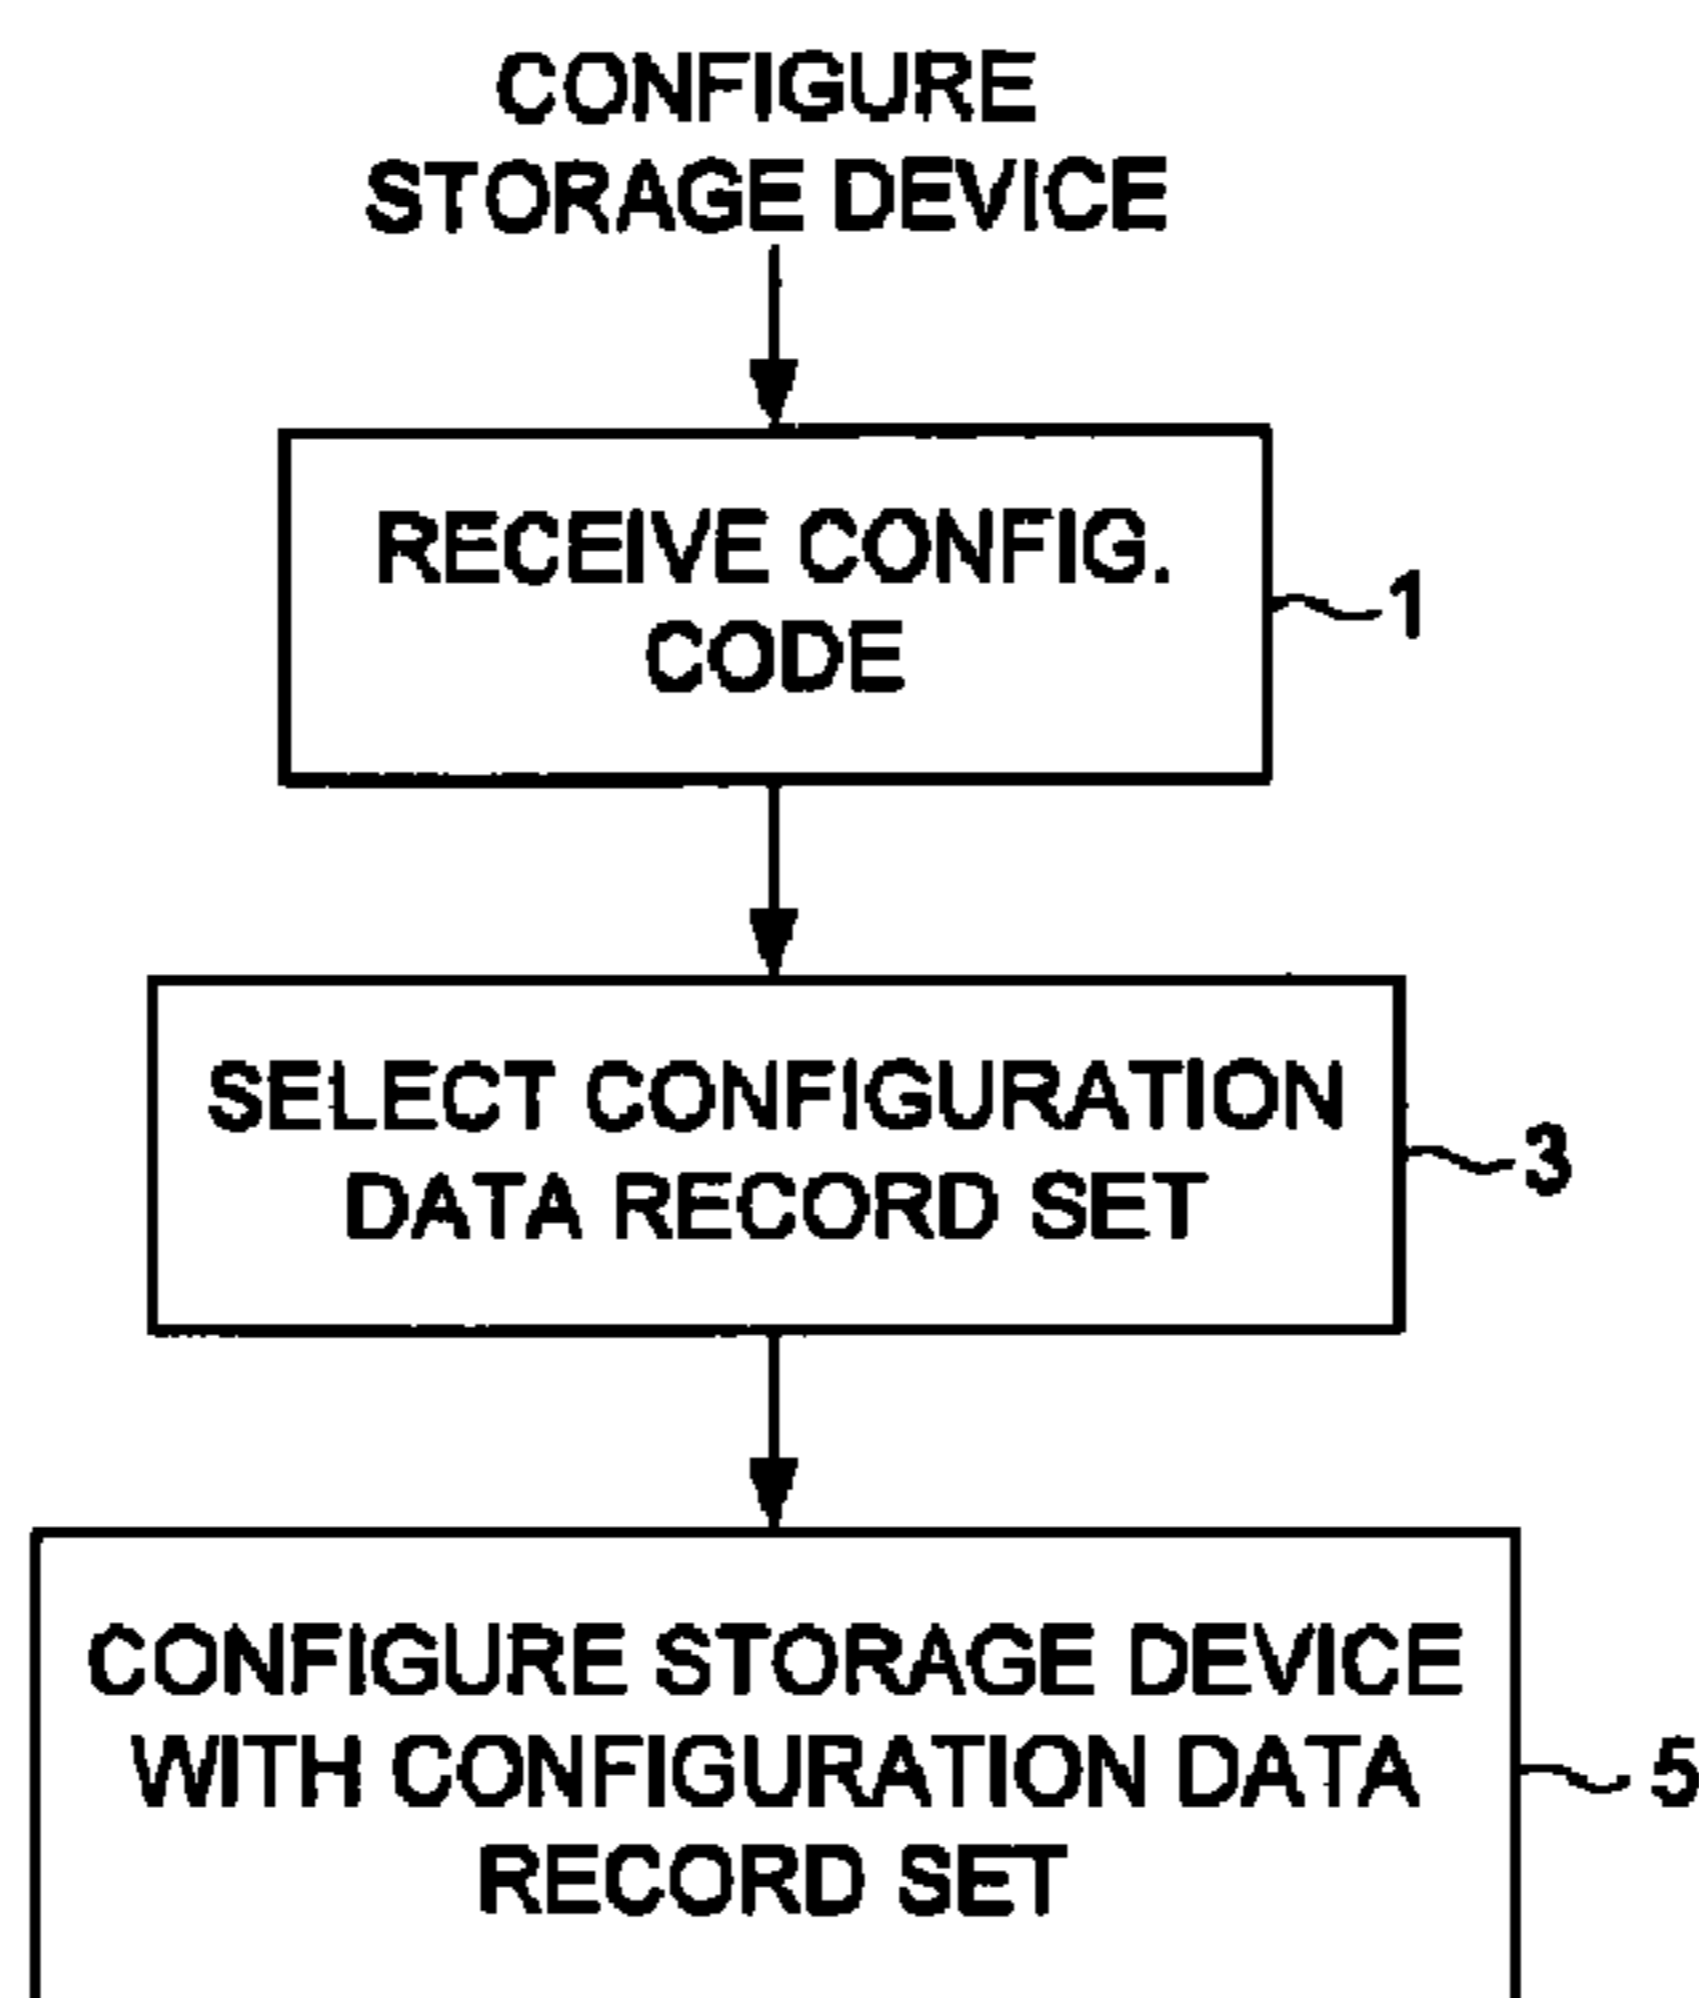 CONFIGURE
STORAGE DEVICE
RECEIVE CONFIG.
CODE
1
SELECT CONFIGURATION
DATA RECORD SET
3
CONFIGURE STORAGE DEVICE
WITH CONFIGURATION DATA
RECORD SET
5